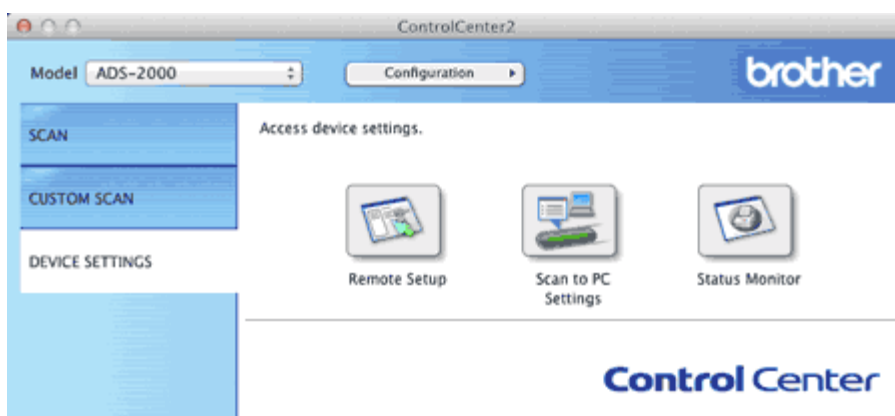 ControlCenter2
Model ADS-2000 Configuration brother
SCAN
CUSTOM SCAN
DEVICE SETTINGS
Access device settings.
Remote Setup
Scan to PC
Settings
Status Monitor
Control Center